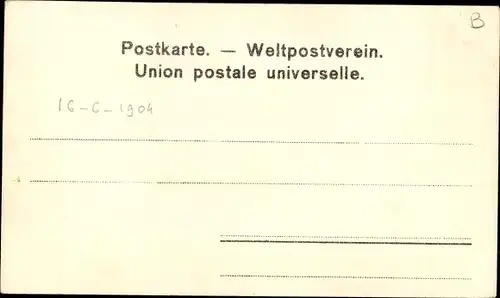 B
Postkarte. — Weltpostverein.
Union postale universelle.
16-6-1904